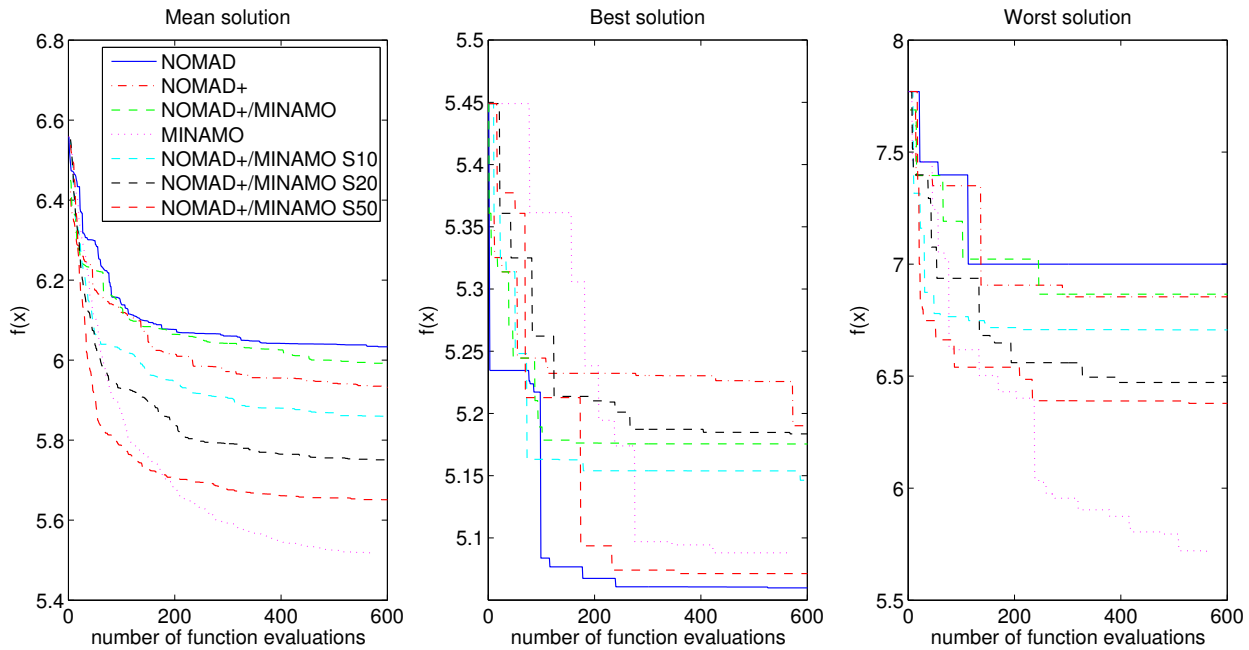 Mean solution
Best solution
Worst solution
6.8
6.6
6.4
6.2
6
5.8
5.6
5.4
f(x)
0
200
400
600
number of function evaluations
NOMAD
NOMAD+
NOMAD+/MINAMO
MINAMO
NOMAD+/MINAMO S10
NOMAD+/MINAMO S20
NOMAD+/MINAMO S50
5.5
5.45
5.4
5.35
5.3
5.25
5.2
5.15
5.1
f(x)
0
200
400
600
number of function evaluations
8
7.5
7
6.5
6
5.5
f(x)
0
200
400
600
number of function evaluations